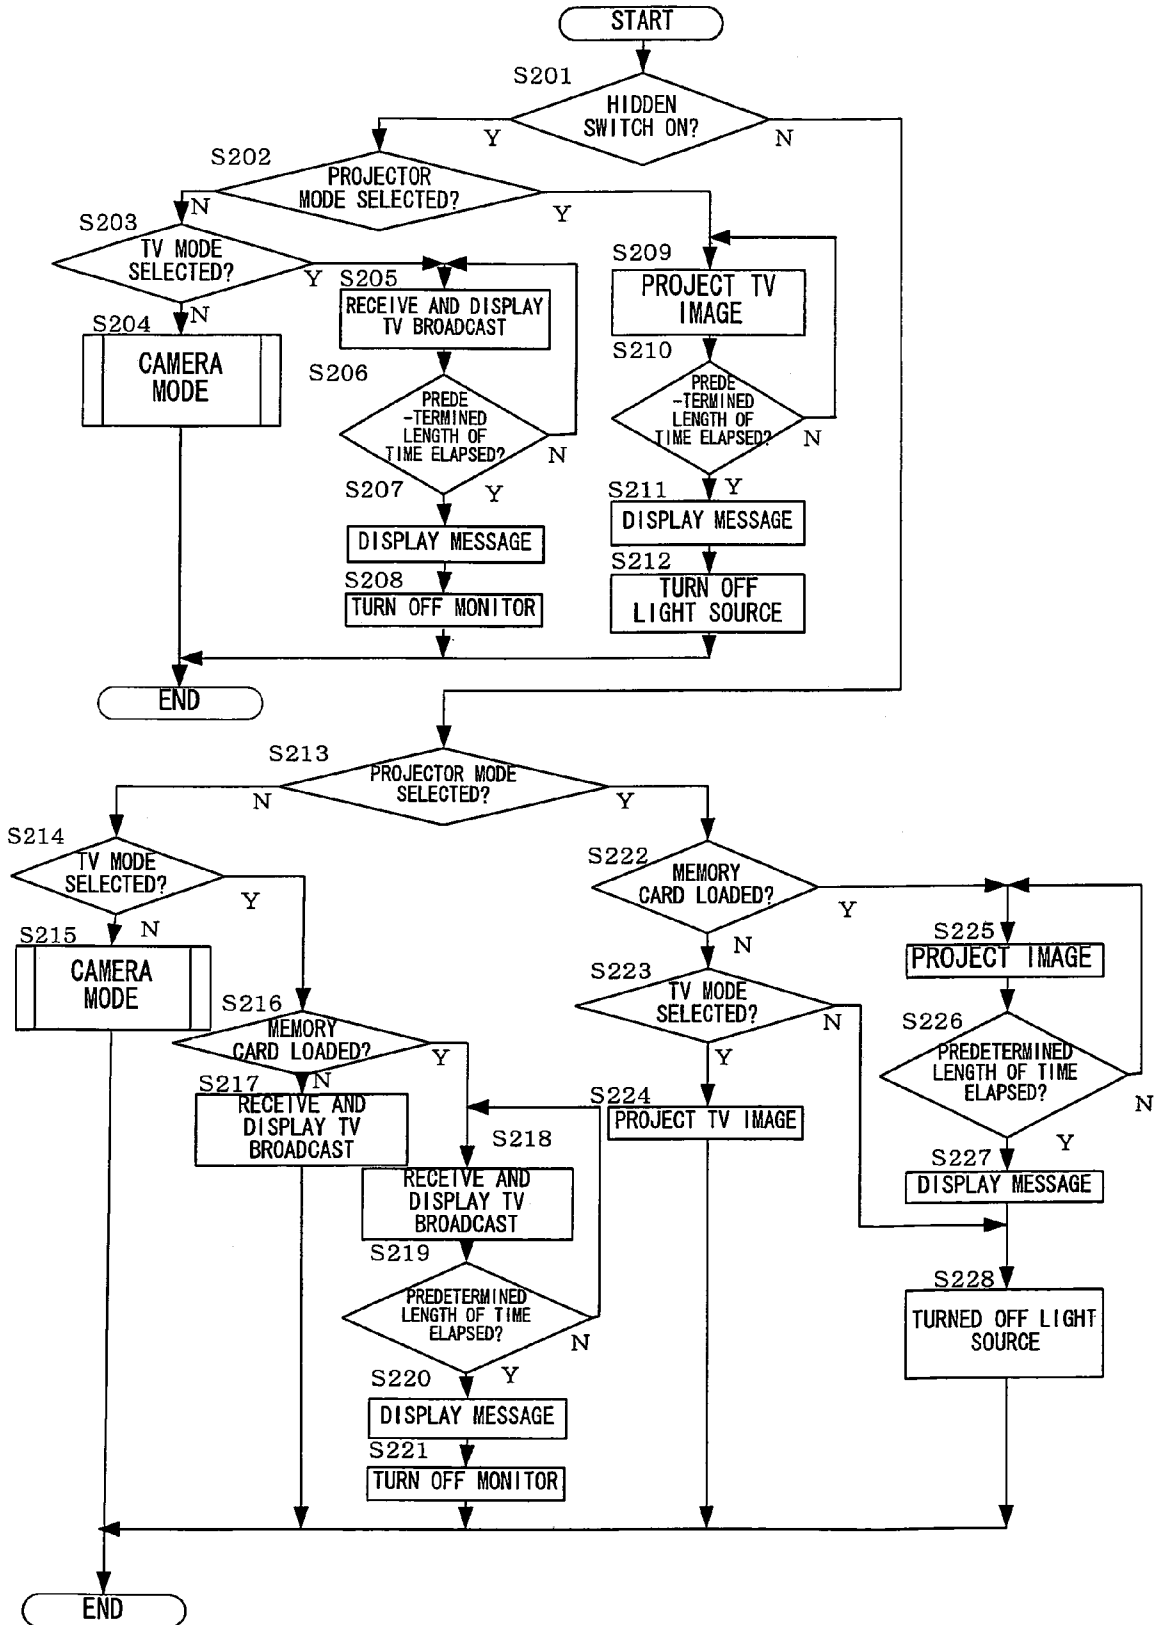 START
S201
HIDDEN
SWITCH ON?
Y
N
S202
PROJECTOR
MODE SELECTED?
N
Y
S203
TV MODE
SELECTED?
Y
N
S204
CAMERA
MODE
S205
RECEIVE AND DISPLAY
TV BROADCAST
S206
PREDE
-TERMINED
LENGTH OF
TIME ELAPSED?
N
Y
S207
DISPLAY MESSAGE
S208
TURN OFF MONITOR
S209
PROJECT TV
IMAGE
S210
PREDE
-TERMINED
LENGTH OF
TIME ELAPSED?
N
Y
S211
DISPLAY MESSAGE
S212
TURN OFF
LIGHT SOURCE
END
S213
PROJECTOR MODE
SELECTED?
N
Y
S214
TV MODE
SELECTED?
Y
N
S215
CAMERA
MODE
S216
MEMORY
CARD LOADED?
Y
N
S217
RECEIVE AND
DISPLAY TV
BROADCAST
S218
RECEIVE AND
DISPLAY TV
BROADCAST
S219
PREDETERMINED
LENGTH OF TIME
ELAPSED?
N
Y
S220
DISPLAY MESSAGE
S221
TURN OFF MONITOR
S222
MEMORY
CARD LOADED?
Y
N
S223
TV MODE
SELECTED?
N
Y
S224
PROJECT TV IMAGE
S225
PROJECT IMAGE
S226
PREDETERMINED
LENGTH OF TIME
ELAPSED?
N
Y
S227
DISPLAY MESSAGE
S228
TURNED OFF LIGHT
SOURCE
END